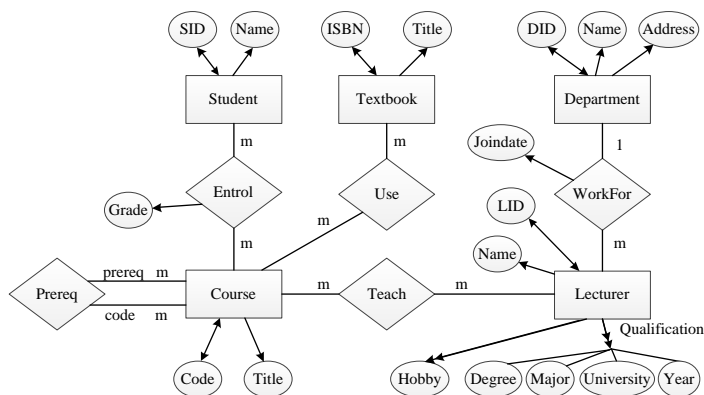 SID Name ISBN Title DID Name Address
Student Textbook Department
m m 1
Joindate
Entrol Use WorkFor
Grade LID
m m m
Name
prereq m
Prereq Course m Teach m Lecturer
code m
Qualification
Code Title Hobby Degree Major University Year